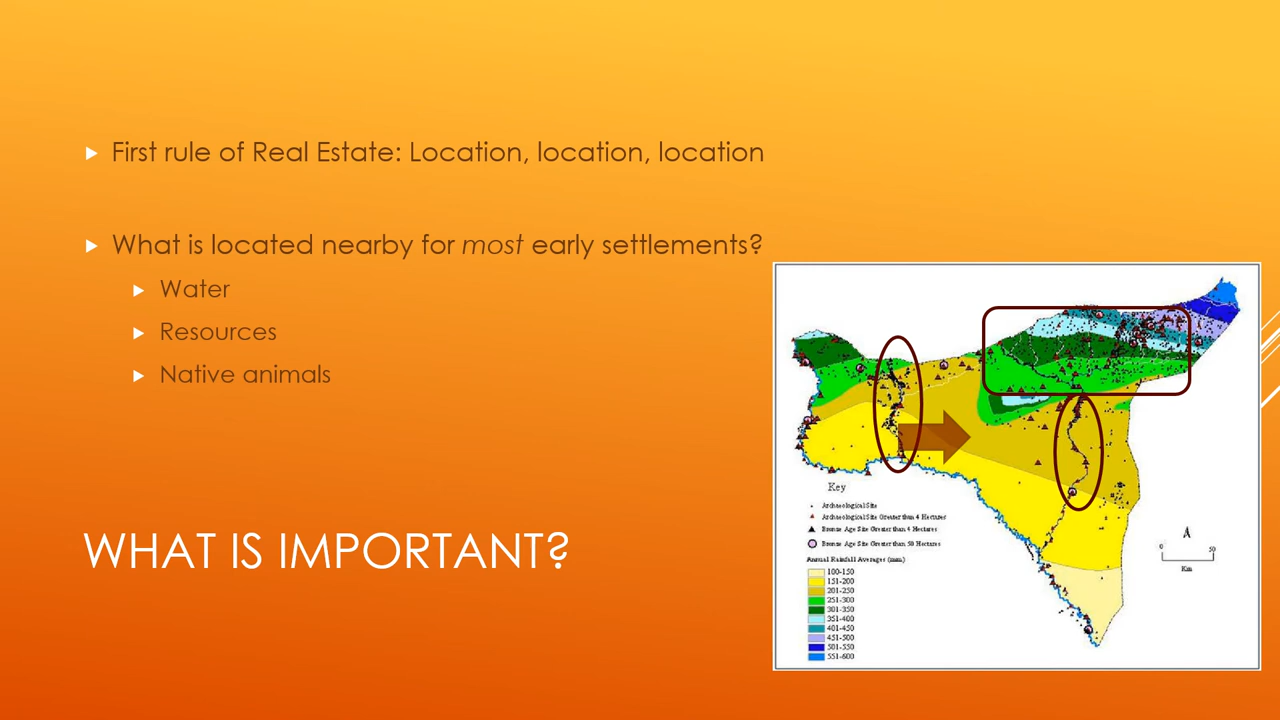 First rule of Real Estate: Location, location, location
What is located nearby for most early settlements?
Water
Resources
Native animals
WHAT IS IMPORTANT?
Key
Archaeological Site
Archaeological Site Greater than 4 Hectares
Bronze Age Site Greater than 4 Hectares
Bronze Age Site Greater than 50 Hectares
Annual Rainfall Averages (mm)
100-150
151-200
201-250
251-300
301-350
351-400
401-450
451-500
501-550
551-600
0 50
Km